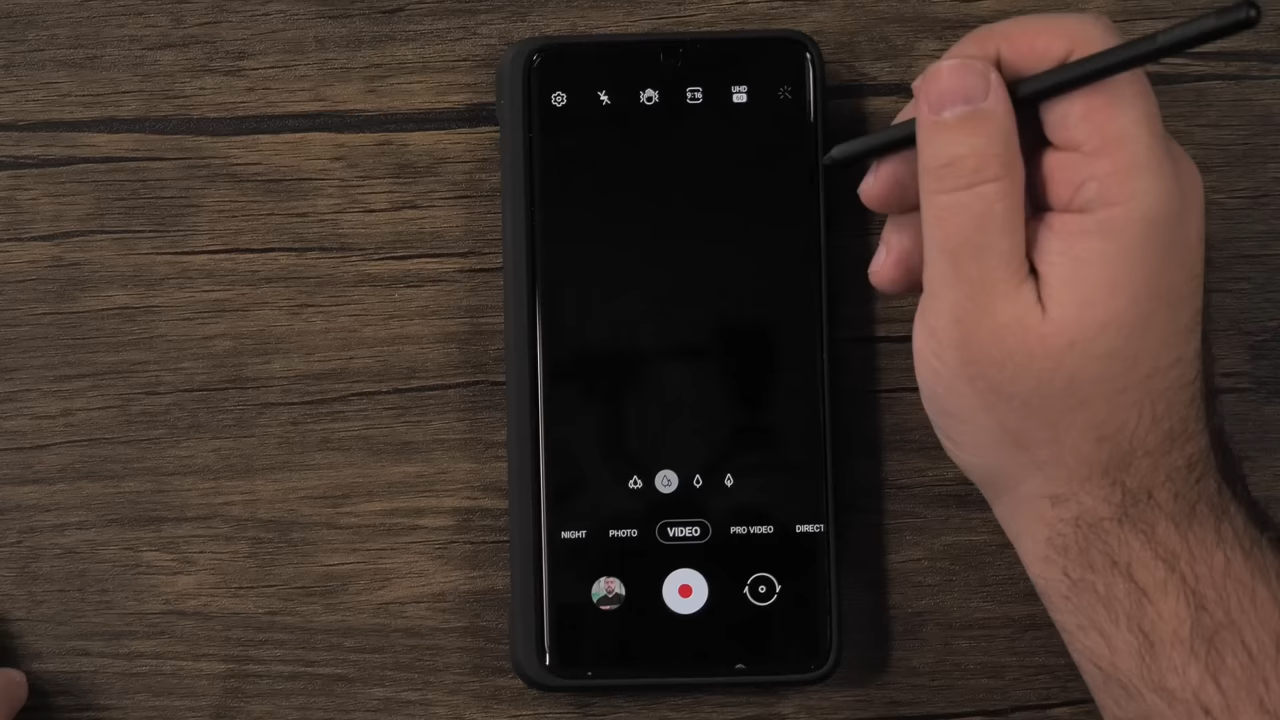 9:16
UHD
60
NIGHT PHOTO VIDEO PRO VIDEO DIRECT